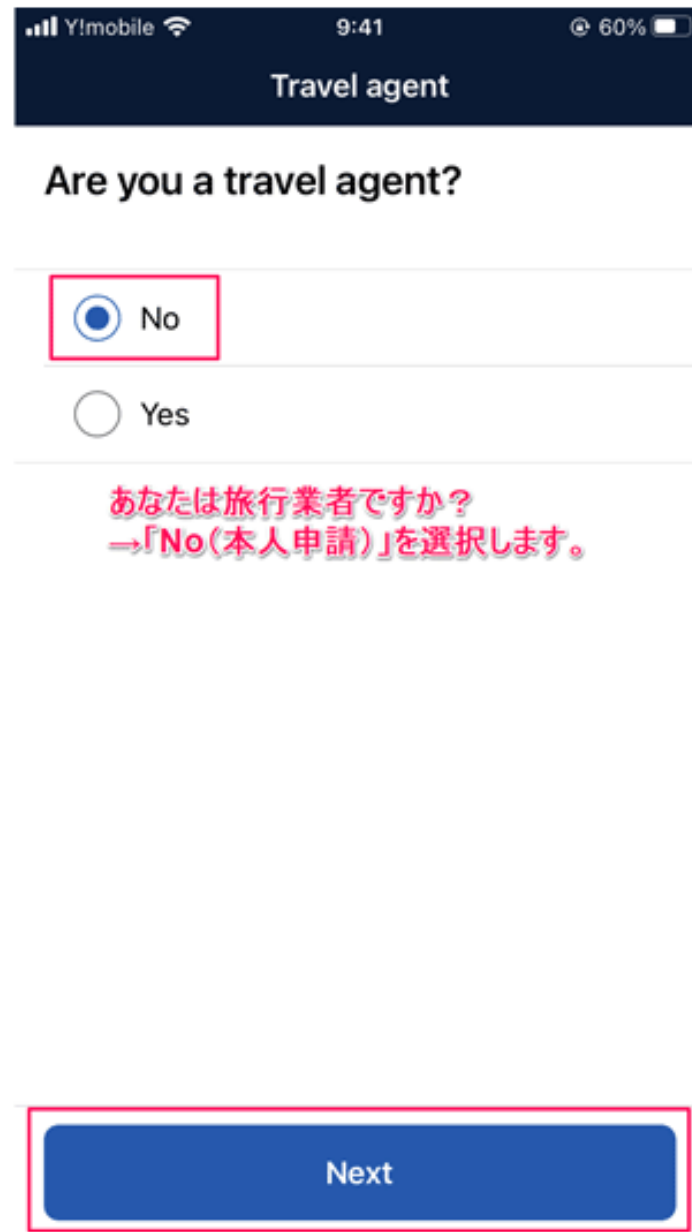 Y!mobile 9:41 60%
Travel agent
Are you a travel agent?
No
Yes
あなたは旅行業者ですか？
→「No（本人申請）」を選択します。
Next